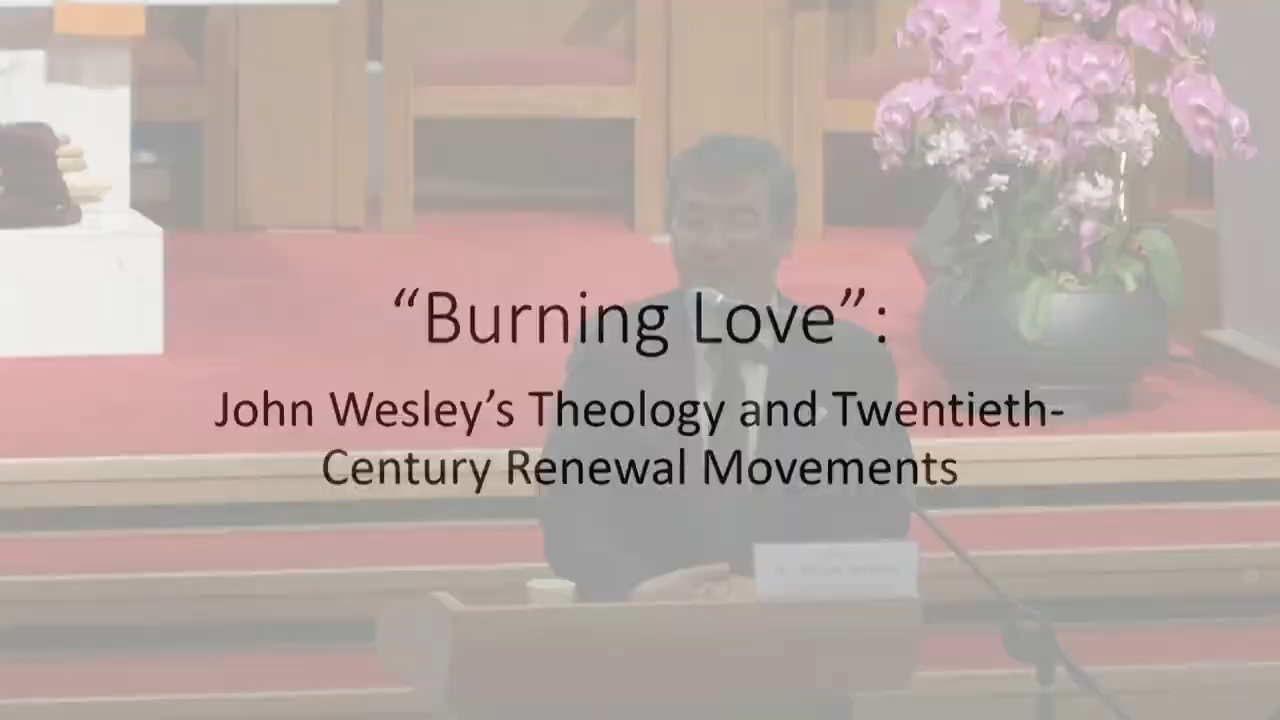 “Burning Love”:
John Wesley’s Theology and Twentieth-
Century Renewal Movements